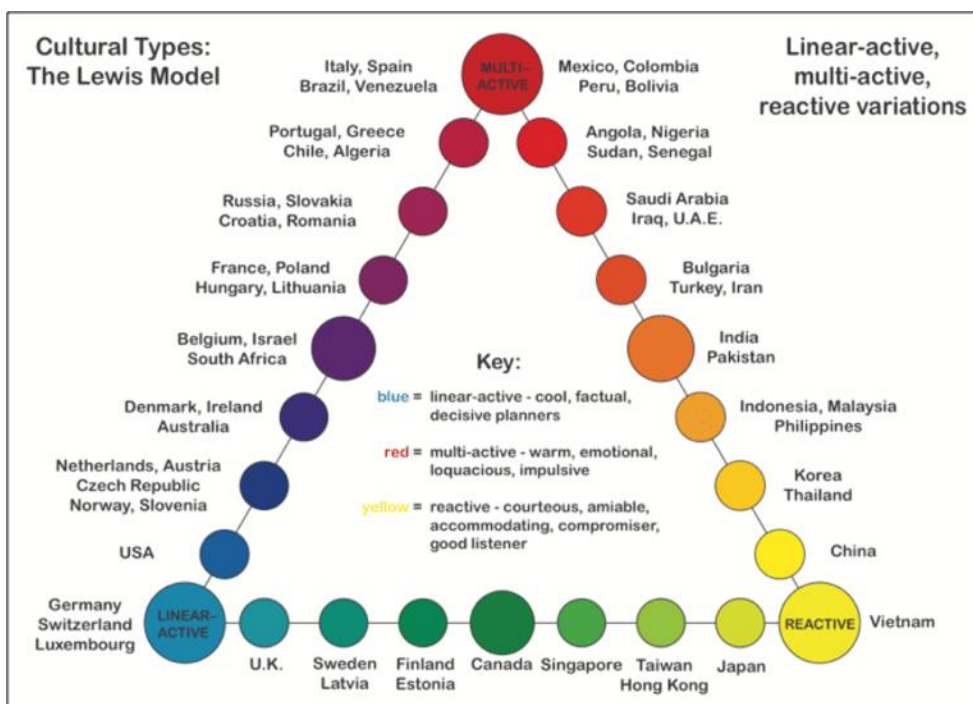 Cultural Types:
The Lewis Model
Linear-active,
multi-active,
reactive variations
MULTI-
ACTIVE
Italy, Spain
Brazil, Venezuela
Mexico, Colombia
Peru, Bolivia
Portugal, Greece
Chile, Algeria
Angola, Nigeria
Sudan, Senegal
Russia, Slovakia
Croatia, Romania
Saudi Arabia
Iraq, U.A.E.
France, Poland
Hungary, Lithuania
Bulgaria
Turkey, Iran
Belgium, Israel
South Africa
India
Pakistan
Key:
blue = linear-active - cool, factual,
decisive planners
red = multi-active - warm, emotional,
loquacious, impulsive
yellow = reactive - courteous, amiable,
accommodating, compromiser,
good listener
Denmark, Ireland
Australia
Indonesia, Malaysia
Philippines
Netherlands, Austria
Czech Republic
Norway, Slovenia
Korea
Thailand
USA
China
Germany
Switzerland
Luxembourg
LINEAR-
ACTIVE
REACTIVE
Vietnam
U.K.
Sweden
Latvia
Finland
Estonia
Canada
Singapore
Taiwan
Hong Kong
Japan